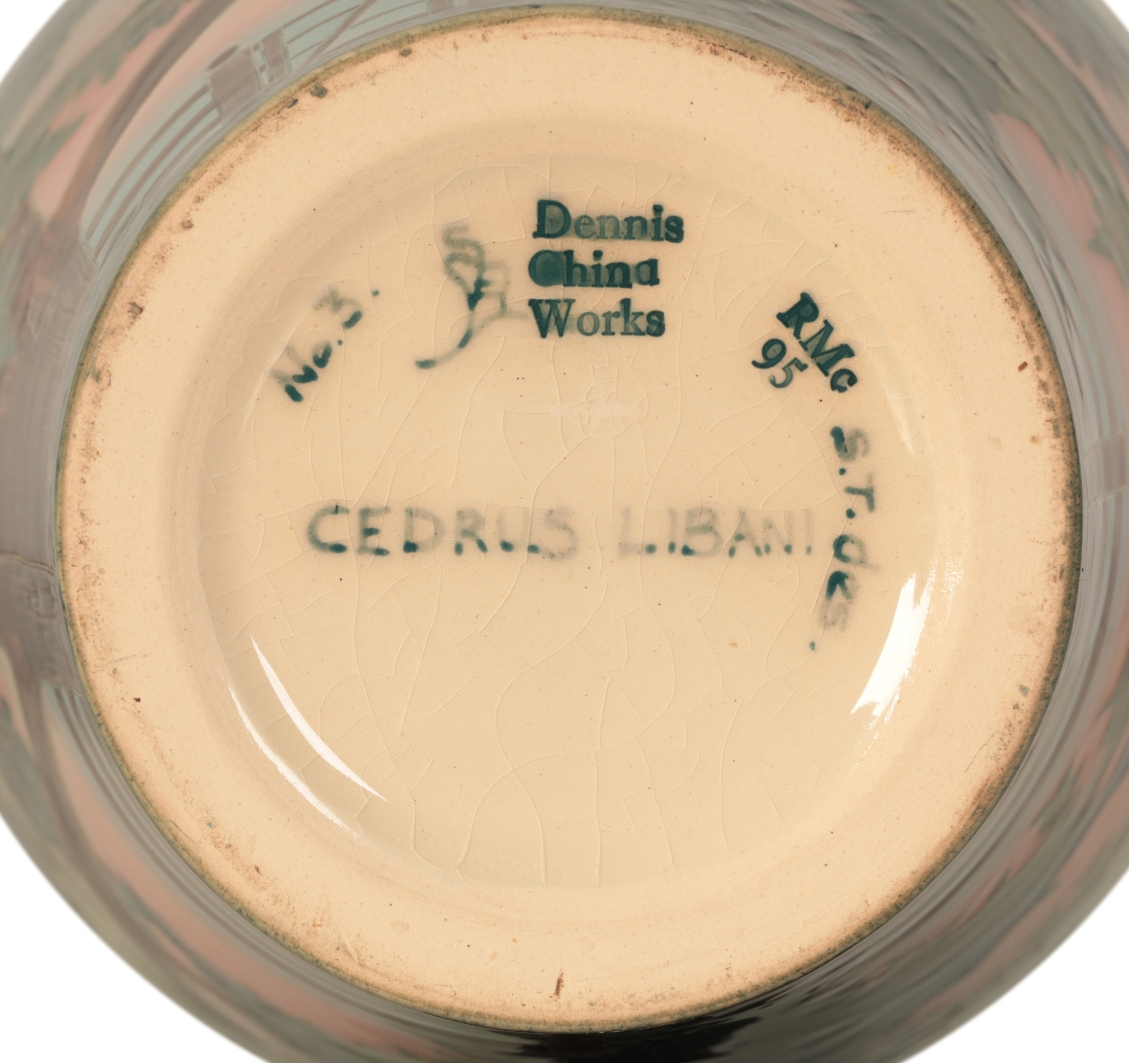 Dennis
China
Works
No.3.
RMc
95
S.T. des.
CEDRUS LIBANI